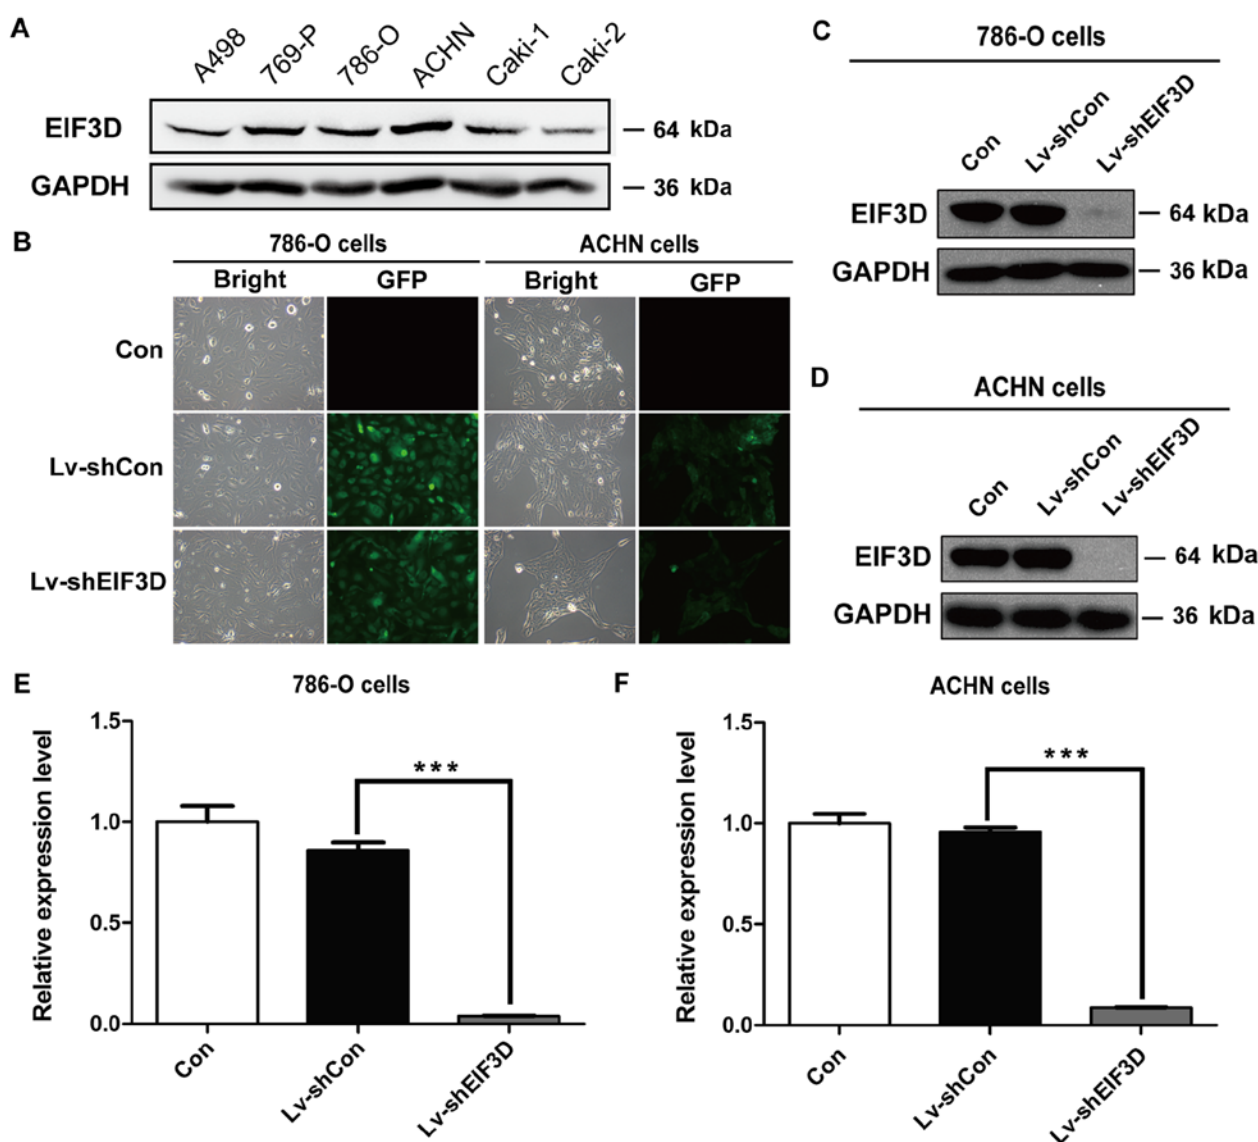 A
A498 769-P 786-O ACHN Caki-1 Caki-2
EIF3D 64 kDa
GAPDH 36 kDa
B
786-O cells ACHN cells
Bright GFP Bright GFP
Con
Lv-shCon
Lv-shEIF3D
C
786-O cells
Con Lv-shCon Lv-shEIF3D
EIF3D 64 kDa
GAPDH 36 kDa
D
ACHN cells
Con Lv-shCon Lv-shEIF3D
EIF3D 64 kDa
GAPDH 36 kDa
E
786-O cells
Relative expression level
1.5
1.0
0.5
0.0
***
Con Lv-shCon Lv-shEIF3D
F
ACHN cells
Relative expression level
1.5
1.0
0.5
0.0
***
Con Lv-shCon Lv-shEIF3D